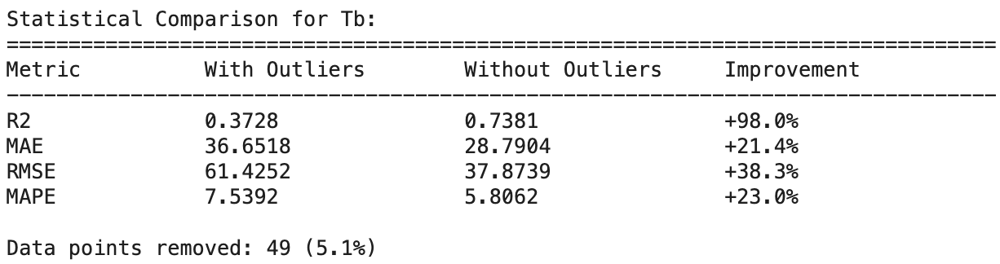 Statistical Comparison for Tb:
================================================================================
Metric          With Outliers        Without Outliers     Improvement
--------------------------------------------------------------------------------
R2              0.3728               0.7381               +98.0%
MAE             36.6518              28.7904              +21.4%
RMSE            61.4252              37.8739              +38.3%
MAPE            7.5392               5.8062               +23.0%

Data points removed: 49 (5.1%)